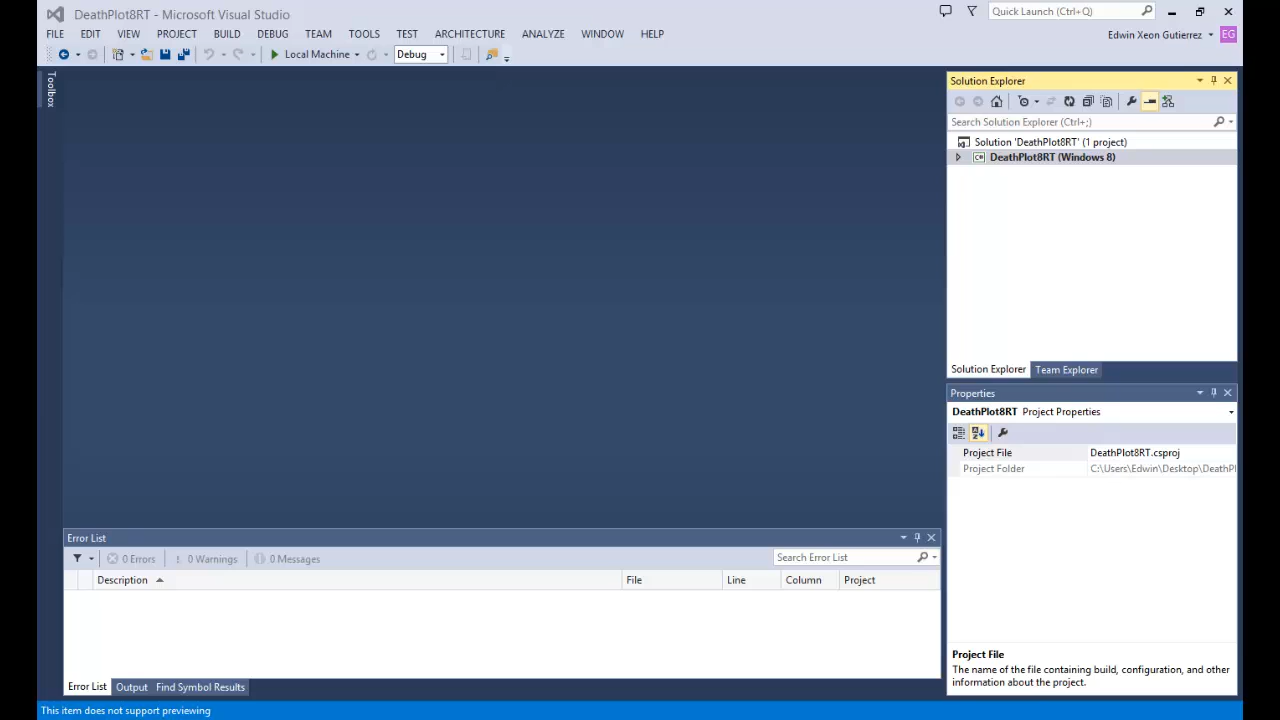 DeathPlot8RT - Microsoft Visual Studio
Quick Launch (Ctrl+Q)
FILE EDIT VIEW PROJECT BUILD DEBUG TEAM TOOLS TEST ARCHITECTURE ANALYZE WINDOW HELP
Edwin Xeon Gutierrez EG
Local Machine Debug
Toolbox
Solution Explorer
Search Solution Explorer (Ctrl+;)
Solution 'DeathPlot8RT' (1 project)
C# DeathPlot8RT (Windows 8)
Solution Explorer Team Explorer
Properties
DeathPlot8RT Project Properties
Project File DeathPlot8RT.csproj
Project Folder C:\Users\Edwin\Desktop\DeathPl
Project File
The name of the file containing build, configuration, and other
information about the project.
Error List
0 Errors 0 Warnings 0 Messages
Search Error List
Description File Line Column Project
Error List Output Find Symbol Results
This item does not support previewing